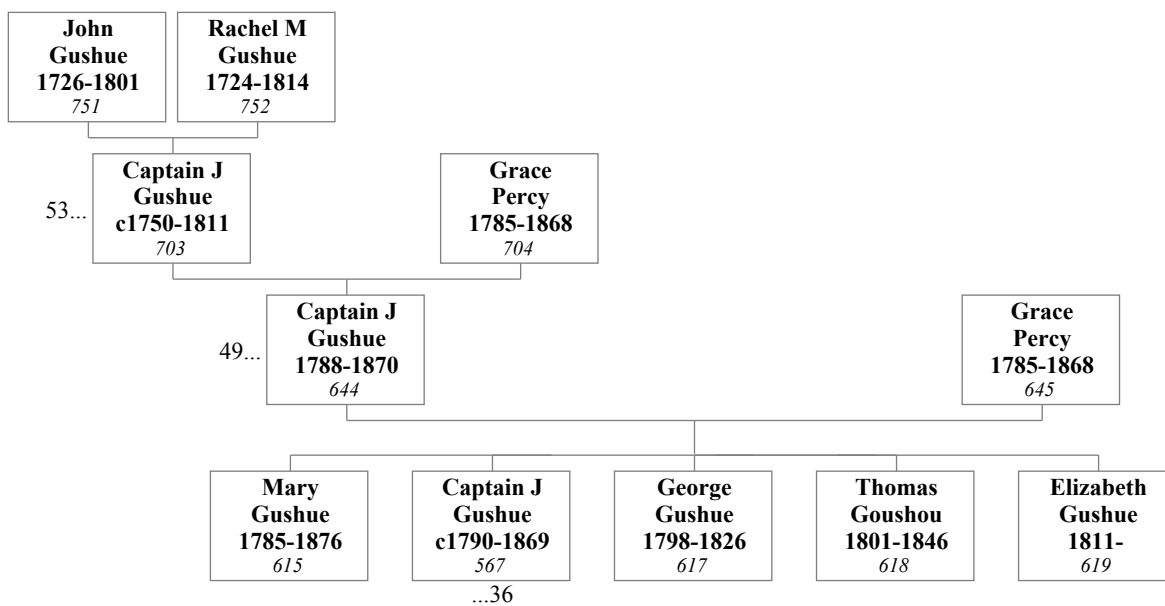 John
Gushue
1726-1801
751
Rachel M
Gushue
1724-1814
752
53...
Captain J
Gushue
c1750-1811
703
Grace
Percy
1785-1868
704
49...
Captain J
Gushue
1788-1870
644
Grace
Percy
1785-1868
645
Mary
Gushue
1785-1876
615
Captain J
Gushue
c1790-1869
567
...36
George
Gushue
1798-1826
617
Thomas
Goushou
1801-1846
618
Elizabeth
Gushue
1811-
619